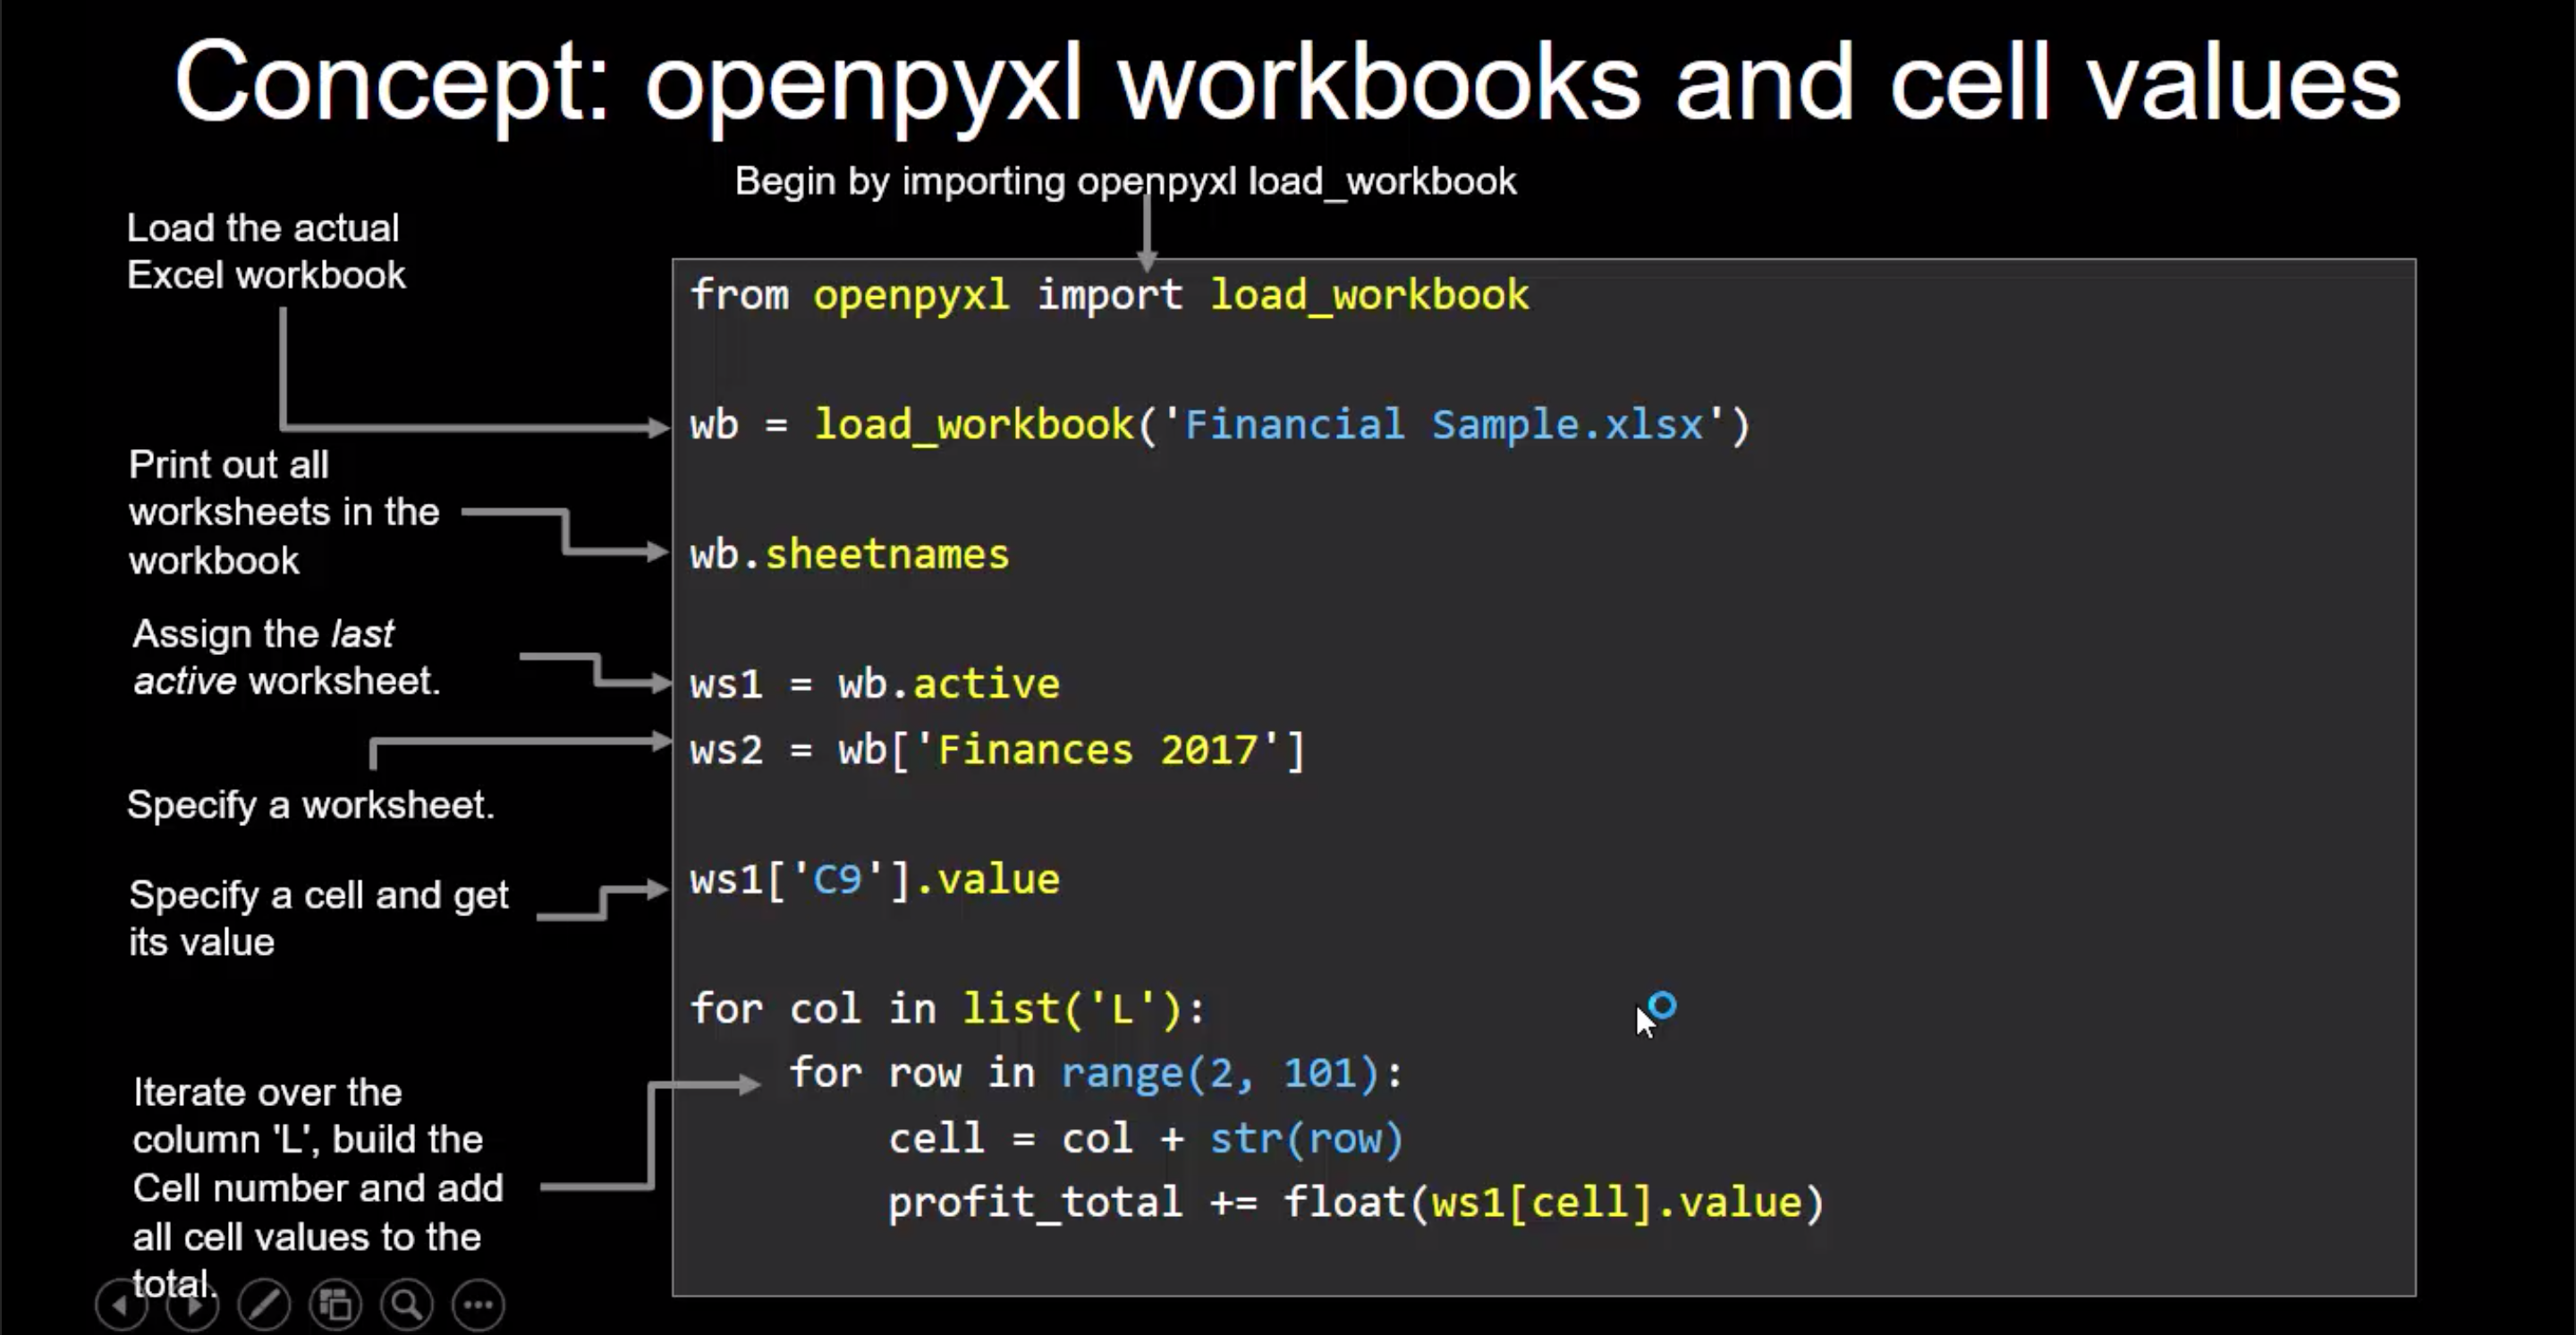 Concept: openpyxl workbooks and cell values
Begin by importing openpyxl load_workbook
Load the actual
Excel workbook
Print out all
worksheets in the
workbook
Assign the last
active worksheet.
Specify a worksheet.
Specify a cell and get
its value
Iterate over the
column 'L', build the
Cell number and add
all cell values to the
total.
from openpyxl import load_workbook
wb = load_workbook('Financial Sample.xlsx')
wb.sheetnames
ws1 = wb.active
ws2 = wb['Finances 2017']
ws1['C9'].value
for col in list('L'):
    for row in range(2, 101):
        cell = col + str(row)
        profit_total += float(ws1[cell].value)